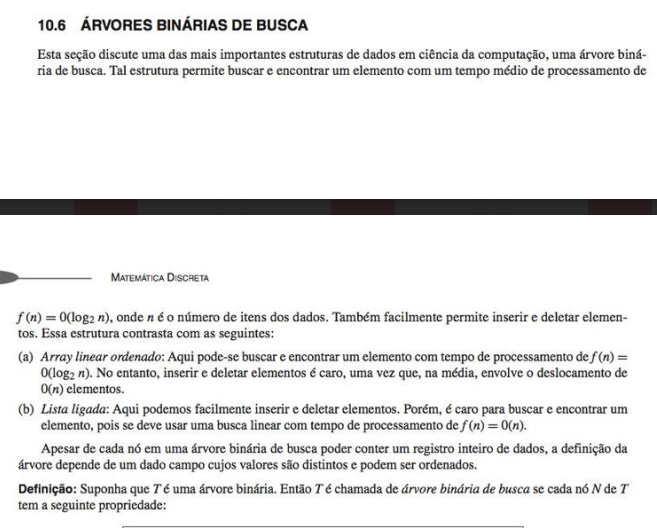 10.6 ÁRVORES BINÁRIAS DE BUSCA
Esta seção discute uma das mais importantes estruturas de dados em ciência da computação, uma árvore biná-
ria de busca. Tal estrutura permite buscar e encontrar um elemento com um tempo médio de processamento de
MATEMÁTICA DISCRETA
f(n) = 0(log₂ n), onde n é o número de itens dos dados. Também facilmente permite inserir e deletar elemen-
tos. Essa estrutura contrasta com as seguintes:
(a) Array linear ordenado: Aqui pode-se buscar e encontrar um elemento com tempo de processamento de f(n) =
0(log₂ n). No entanto, inserir e deletar elementos é caro, uma vez que, na média, envolve o deslocamento de
0(n) elementos.
(b) Lista ligada: Aqui podemos facilmente inserir e deletar elementos. Porém, é caro para buscar e encontrar um
elemento, pois se deve usar uma busca linear com tempo de processamento de f(n) = 0(n).
Apesar de cada nó em uma árvore binária de busca poder conter um registro inteiro de dados, a definição da
árvore depende de um dado campo cujos valores são distintos e podem ser ordenados.
Definição: Suponha que T é uma árvore binária. Então T é chamada de árvore binária de busca se cada nó N de T
tem a seguinte propriedade: